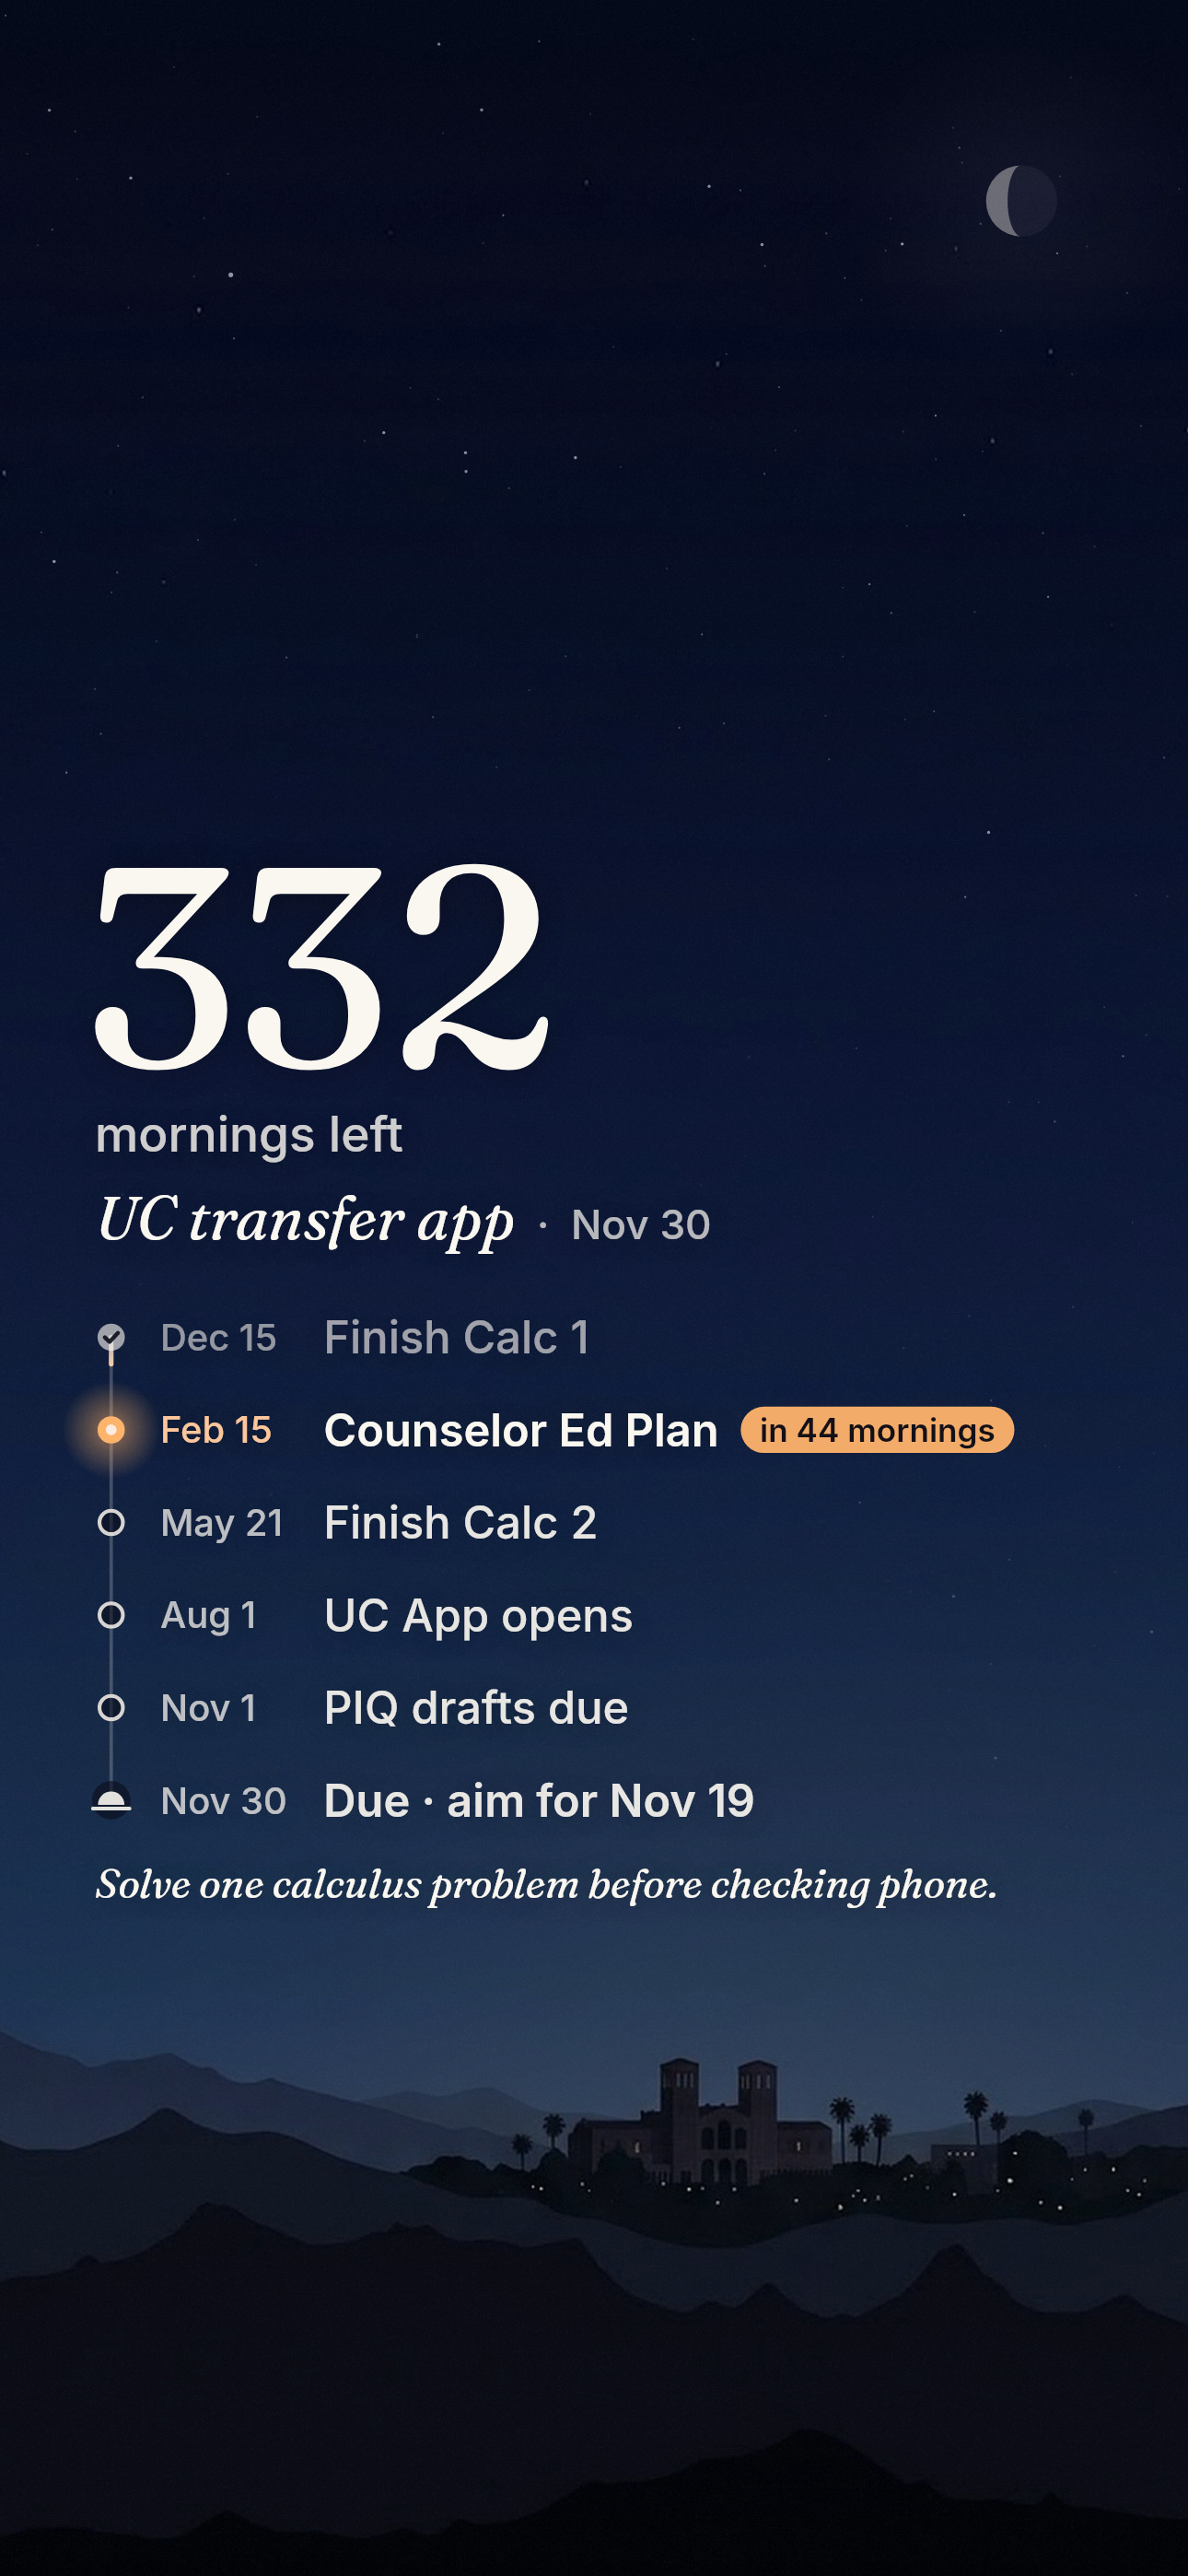 332
mornings left
UC transfer app · Nov 30
Dec 15 Finish Calc 1
Feb 15 Counselor Ed Plan in 44 mornings
May 21 Finish Calc 2
Aug 1 UC App opens
Nov 1 PIQ drafts due
Nov 30 Due · aim for Nov 19
Solve one calculus problem before checking phone.